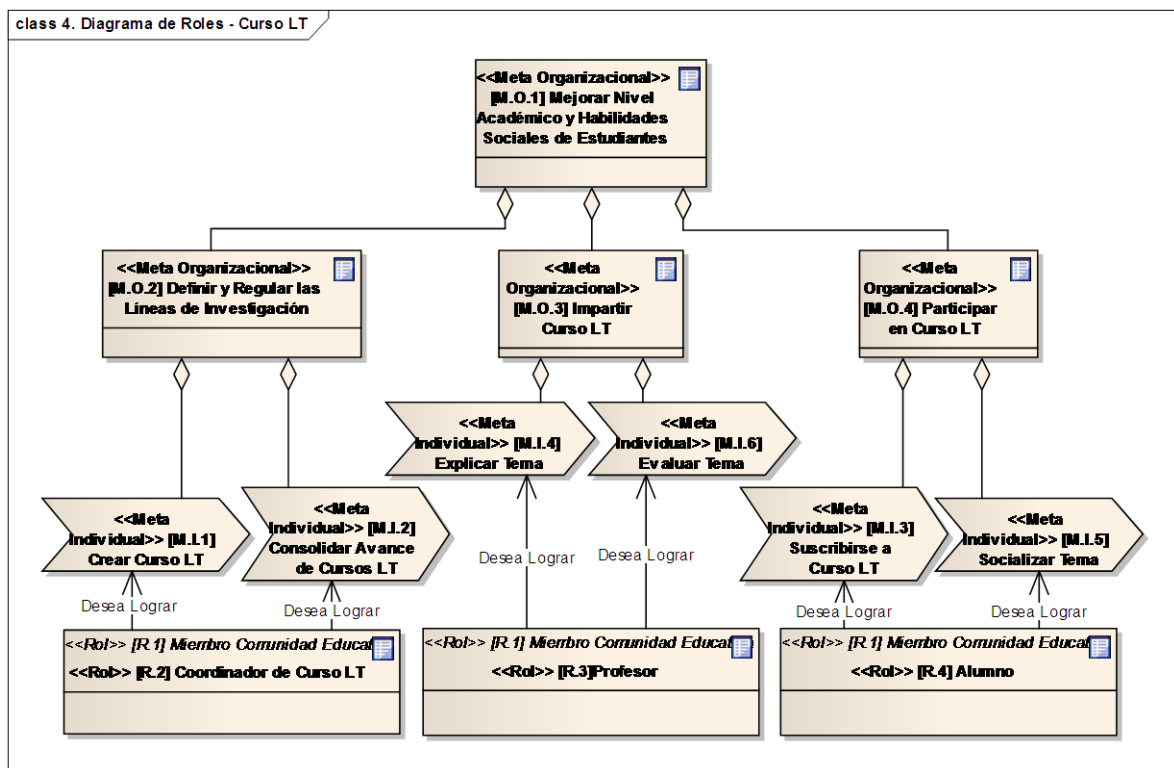 class 4. Diagrama de Roles - Curso LT
<<Meta Organizacional>>
[M.O.1] Mejorar Nivel
Académico y Habilidades
Sociales de Estudiantes
<<Meta Organizacional>>
[M.O.2] Definir y Regular las
Líneas de Investigación
<<Meta
Organizacional>>
[M.O.3] Impartir
Curso LT
<<Meta
Organizacional>>
[M.O.4] Participar
en Curso LT
<<Meta
Individual>> [M.I.4]
Explicar Tema
<<Meta
Individual>> [M.I.6]
Evaluar Tema
<<Meta
Individual>> [M.I.1]
Crear Curso LT
<<Meta
Individual>> [M.I.2]
Consolidar Avance
de Cursos LT
<<Meta
Individual>> [M.I.3]
Suscribirse a
Curso LT
<<Meta
Individual>> [M.I.5]
Socializar Tema
Desea Lograr
Desea Lograr
Desea Lograr
Desea Lograr
Desea Lograr
Desea Lograr
<<Rol>> [R.1] Miembro Comunidad Educativa
<<Rol>> [R.2] Coordinador de Curso LT
<<Rol>> [R.1] Miembro Comunidad Educativa
<<Rol>> [R.3]Profesor
<<Rol>> [R.1] Miembro Comunidad Educativa
<<Rol>> [R.4] Alumno